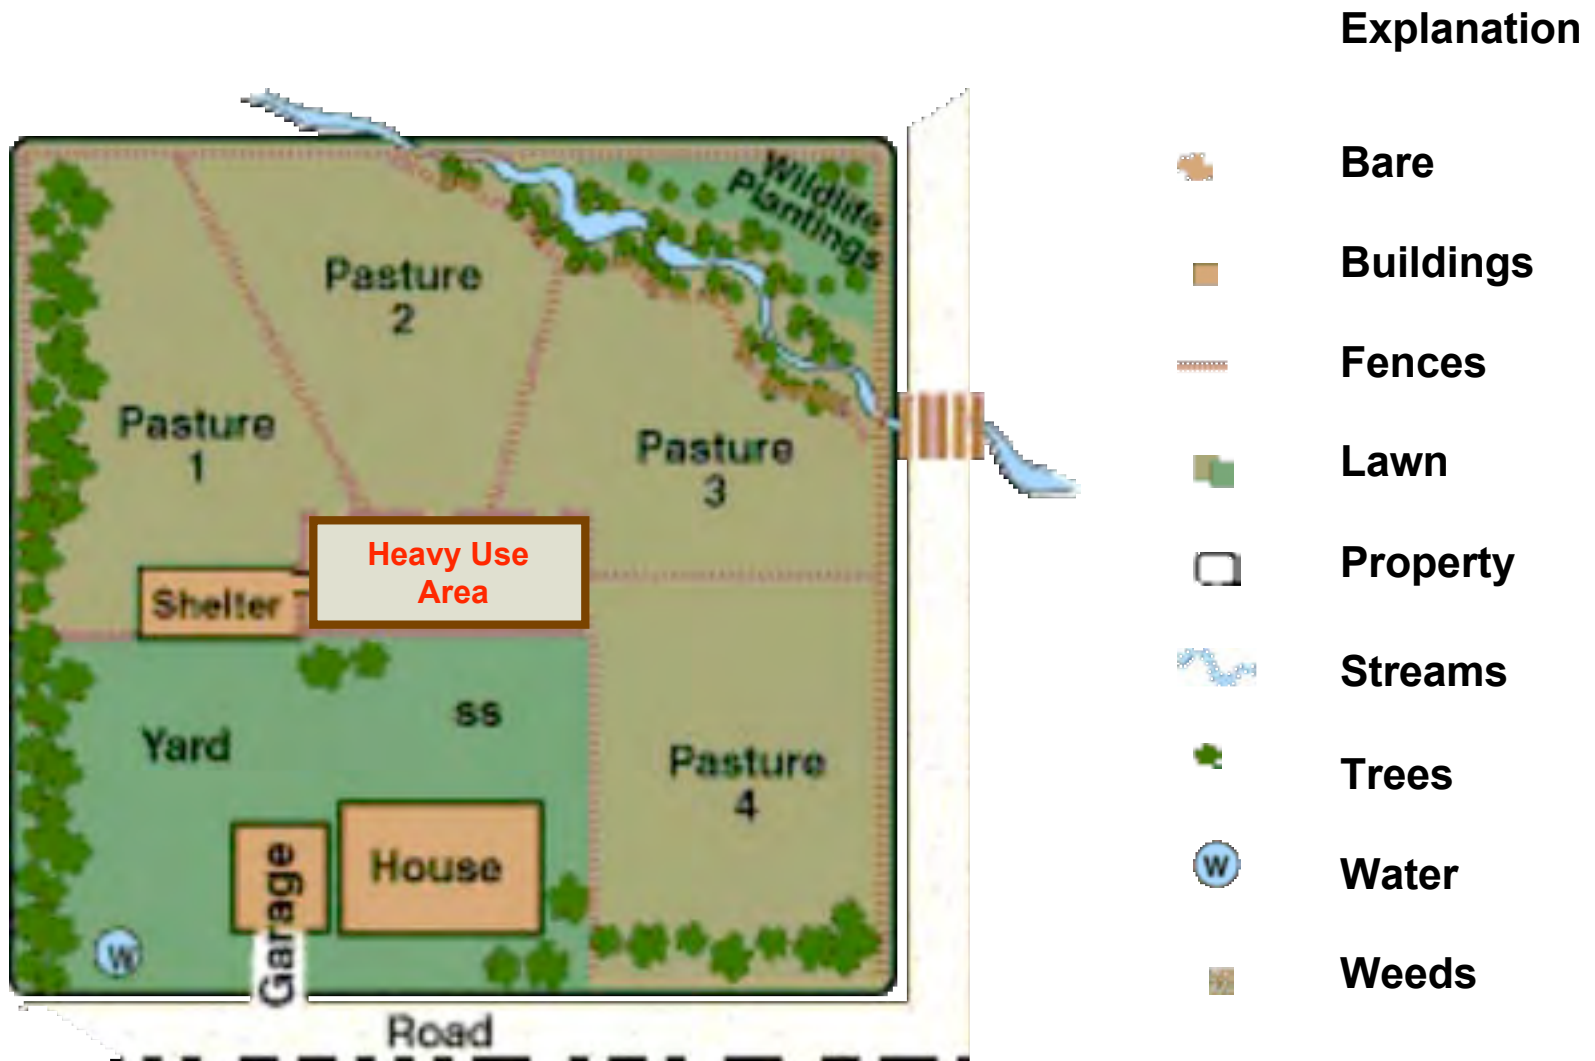 Explanation
Bare
Buildings
Fences
Lawn
Property
Streams
Trees
Water
W
Weeds
Wildlife
Plantings
Pasture
2
Pasture
1
Pasture
3
Heavy Use
Area
Shelter
Yard
ss
Pasture
4
Garage
House
W
Road